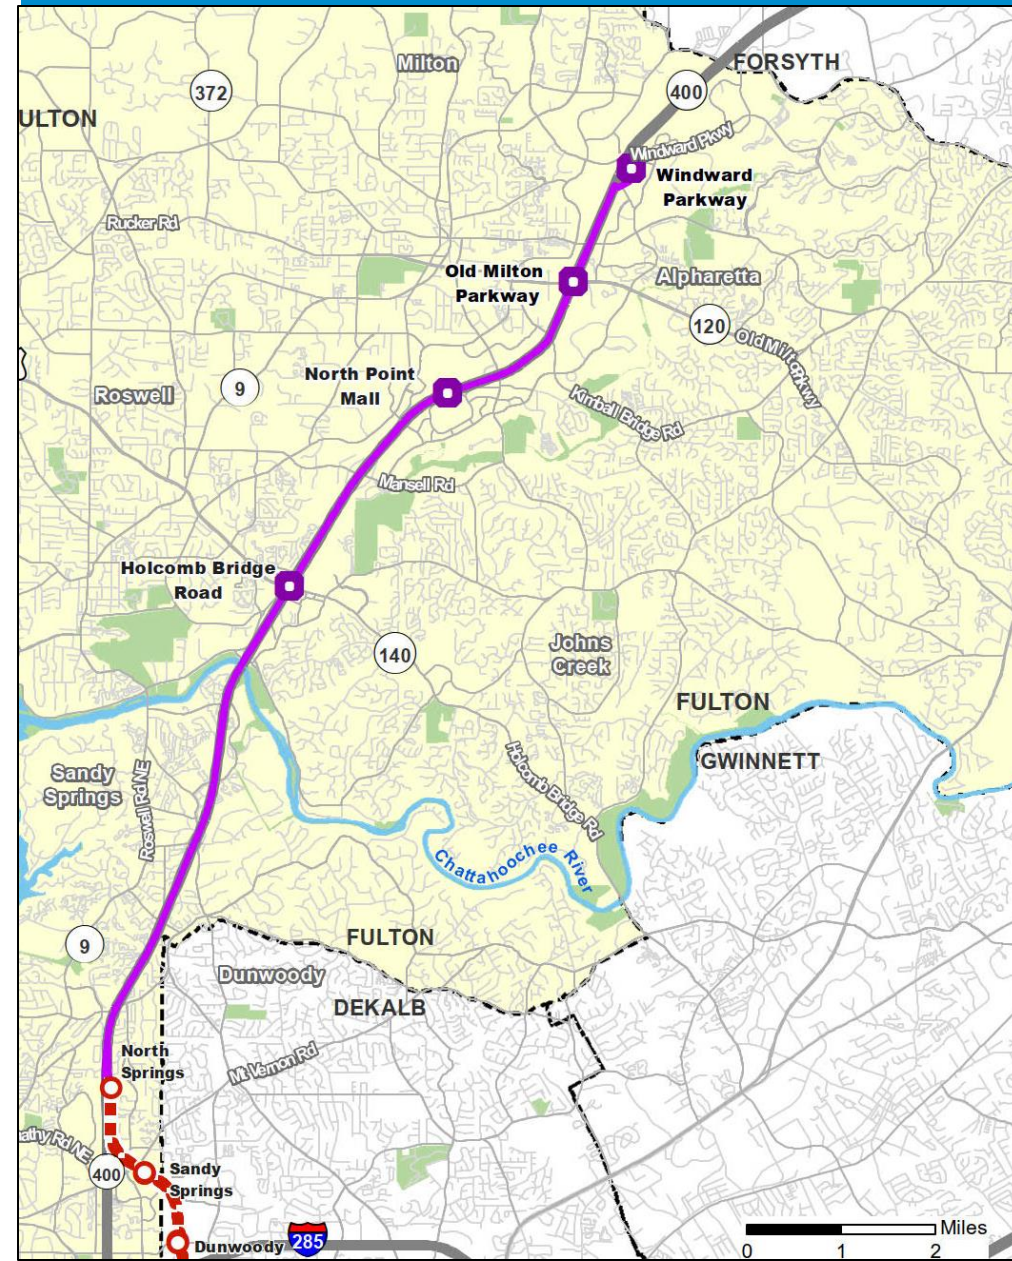 Milton
FORSYTH
372
400
ULTON
Windward Pkwy
Windward
Parkway
Rucker Rd
Old Milton
Parkway
Alpharetta
120
Old Milton Pkwy
North Point
Mall
Roswell
9
Kimball Bridge Rd
Mansell Rd
Holcomb Bridge
Road
140
Johns
Creek
FULTON
GWINNETT
Sandy
Springs
Roswell Rd NE
Holcomb Bridge Rd
Chattahoochee River
9
FULTON
Dunwoody
DEKALB
North
Springs
Mt Vernon Rd
athy Rd NE
400
Sandy
Springs
Dunwoody
285
Miles
0 1 2